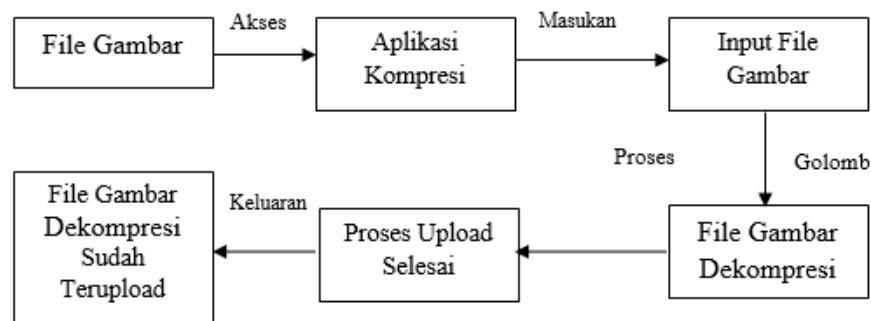 File Gambar
Akses
Aplikasi
Kompresi
Masukan
Input File
Gambar
Proses
Golomb
File Gambar
Dekompresi
Proses Upload
Selesai
Keluaran
File Gambar
Dekompresi
Sudah
Terupload